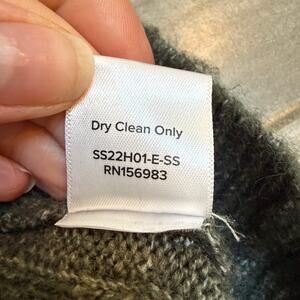 Dry Clean Only
SS22H01-E-SS
RN156983